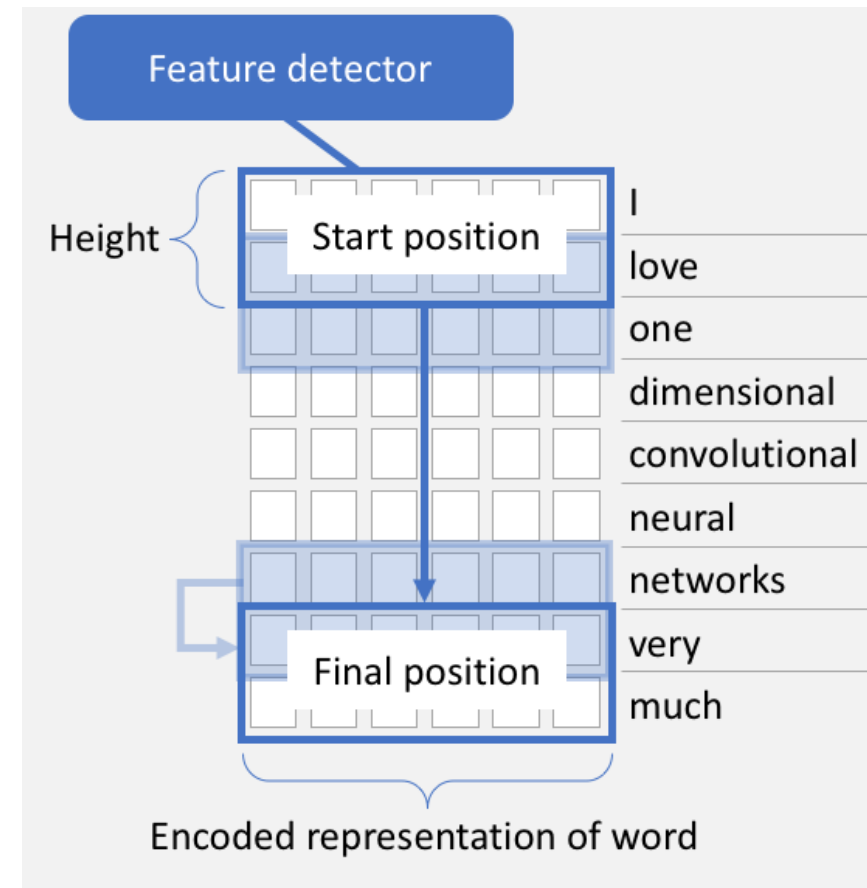 Feature detector
I
Height
Start position
love
one
dimensional
convolutional
neural
networks
very
Final position
much
Encoded representation of word